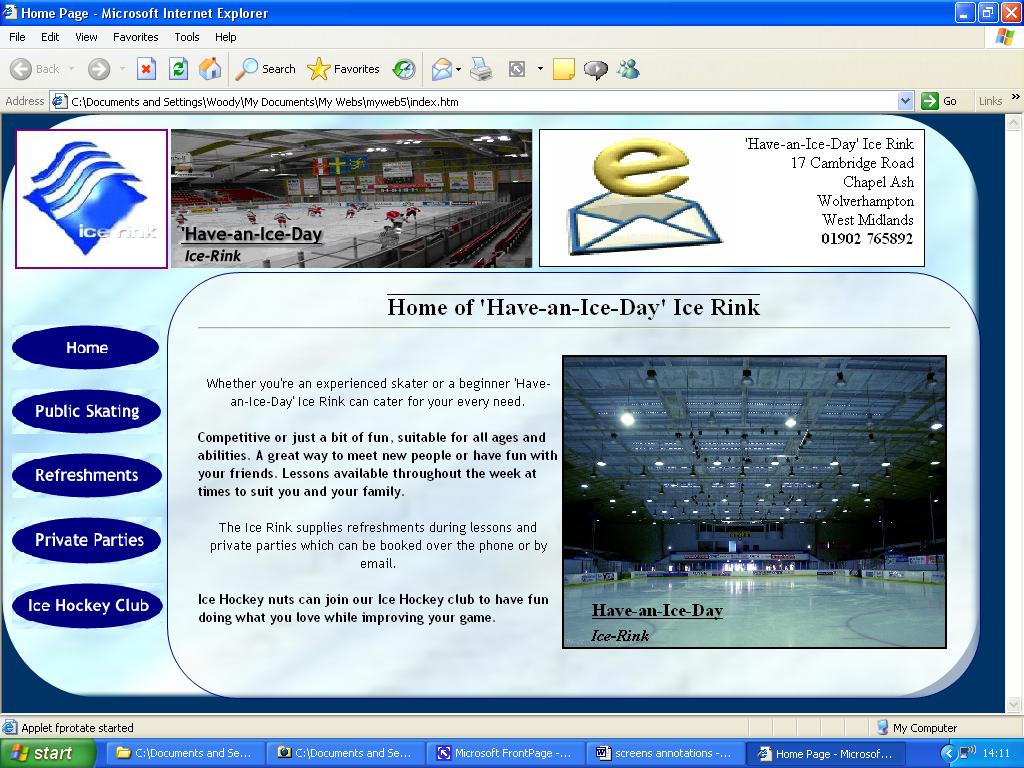 Home Page - Microsoft Internet Explorer
File Edit View Favorites Tools Help
Back Search Favorites
Address C:\Documents and Settings\Woody\My Documents\My Webs\myweb5\index.htm Go Links »
ice rink
'Have-an-Ice-Day
Ice-Rink
e
'Have-an-Ice-Day' Ice Rink
17 Cambridge Road
Chapel Ash
Wolverhampton
West Midlands
01902 765892
Home of 'Have-an-Ice-Day' Ice Rink
Home
Public Skating
Refreshments
Private Parties
Ice Hockey Club
Whether you're an experienced skater or a beginner 'Have-
an-Ice-Day' Ice Rink can cater for your every need.
Competitive or just a bit of fun, suitable for all ages and
abilities. A great way to meet new people or have fun with
your friends. Lessons available throughout the week at
times to suit you and your family.
The Ice Rink supplies refreshments during lessons and
private parties which can be booked over the phone or by
email.
Ice Hockey nuts can join our Ice Hockey club to have fun
doing what you love while improving your game.
Have-an-Ice-Day
Ice-Rink
Applet fprotate started My Computer
start C:\Documents and Se... C:\Documents and Se... Microsoft FrontPage -... screens annotations -... Home Page - Microsof... 14:11